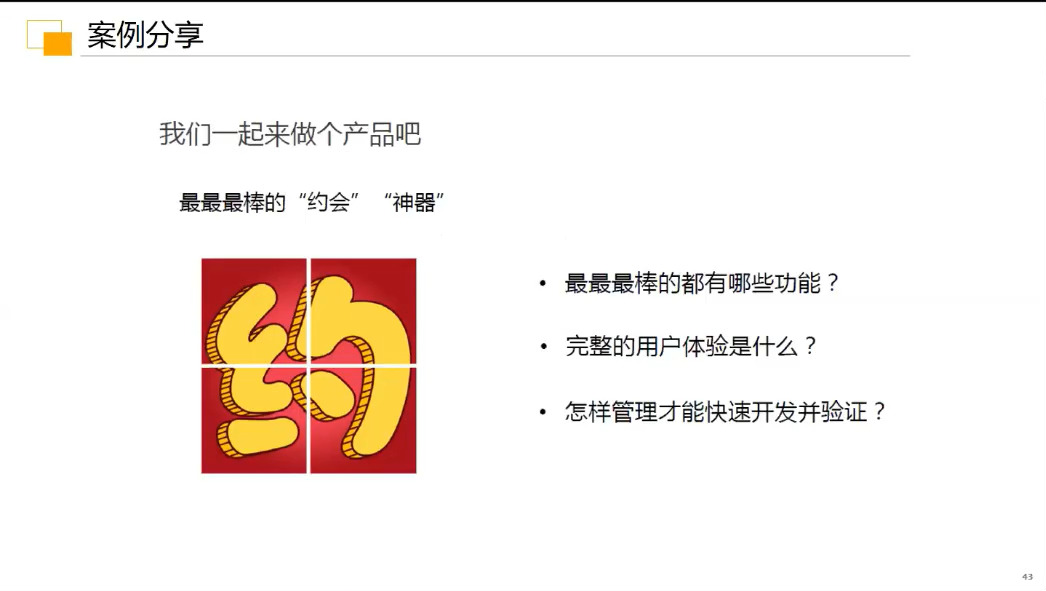 案例分享
我们一起来做个产品吧
最最最棒的“约会” “神器”
约
• 最最最棒的都有哪些功能？
• 完整的用户体验是什么？
• 怎样管理才能快速开发并验证？
43